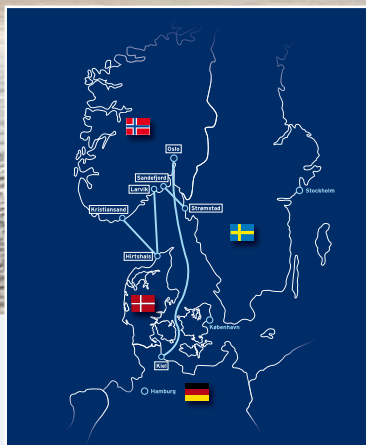 Oslo
Sandefjord
Larvik
Stockholm
Kristiansand
Strømstad
Hirtshals
København
Kiel
Hamburg